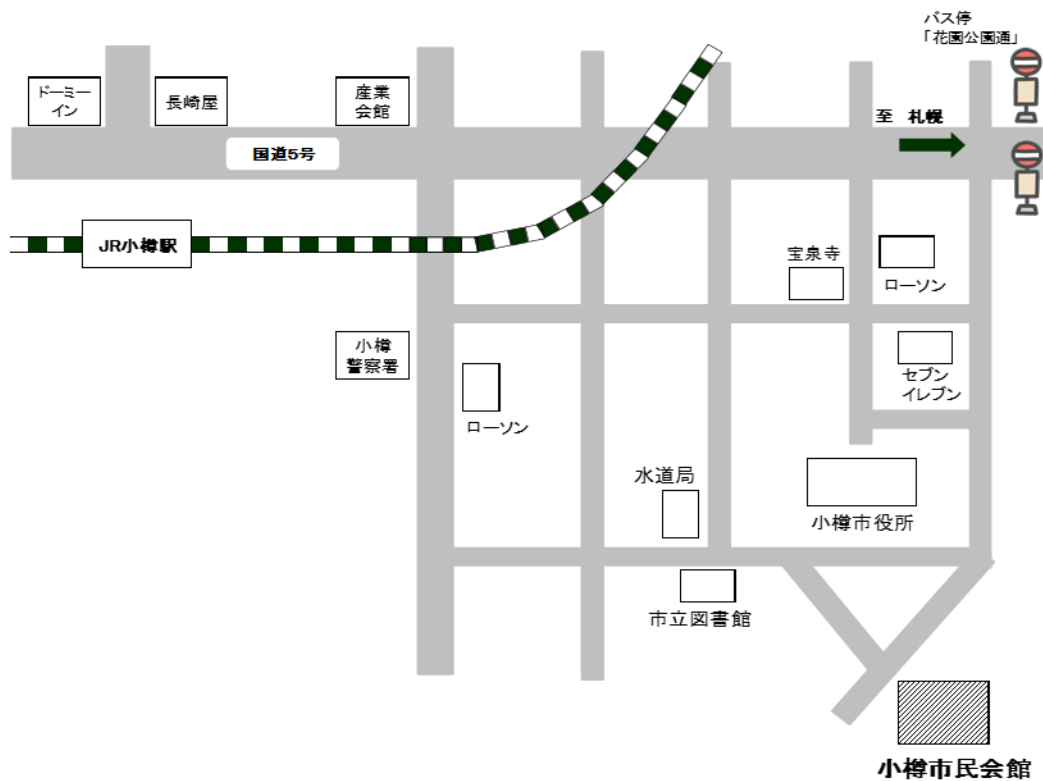 バス停
「花園公園通」
ドーミー
イン
長崎屋
産業
会館
至 札幌
国道5号
JR小樽駅
宝泉寺
ローソン
小樽
警察署
セブン
イレブン
ローソン
水道局
小樽市役所
市立図書館
小樽市民会館